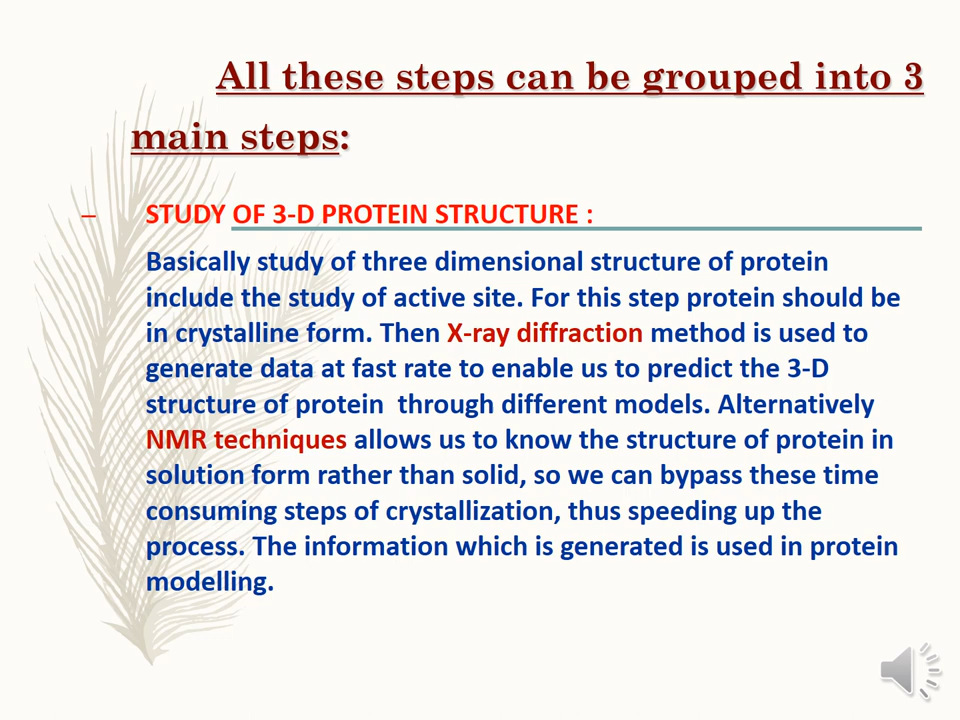 All these steps can be grouped into 3
main steps:
– STUDY OF 3-D PROTEIN STRUCTURE :
Basically study of three dimensional structure of protein
include the study of active site. For this step protein should be
in crystalline form. Then X-ray diffraction method is used to
generate data at fast rate to enable us to predict the 3-D
structure of protein through different models. Alternatively
NMR techniques allows us to know the structure of protein in
solution form rather than solid, so we can bypass these time
consuming steps of crystallization, thus speeding up the
process. The information which is generated is used in protein
modelling.